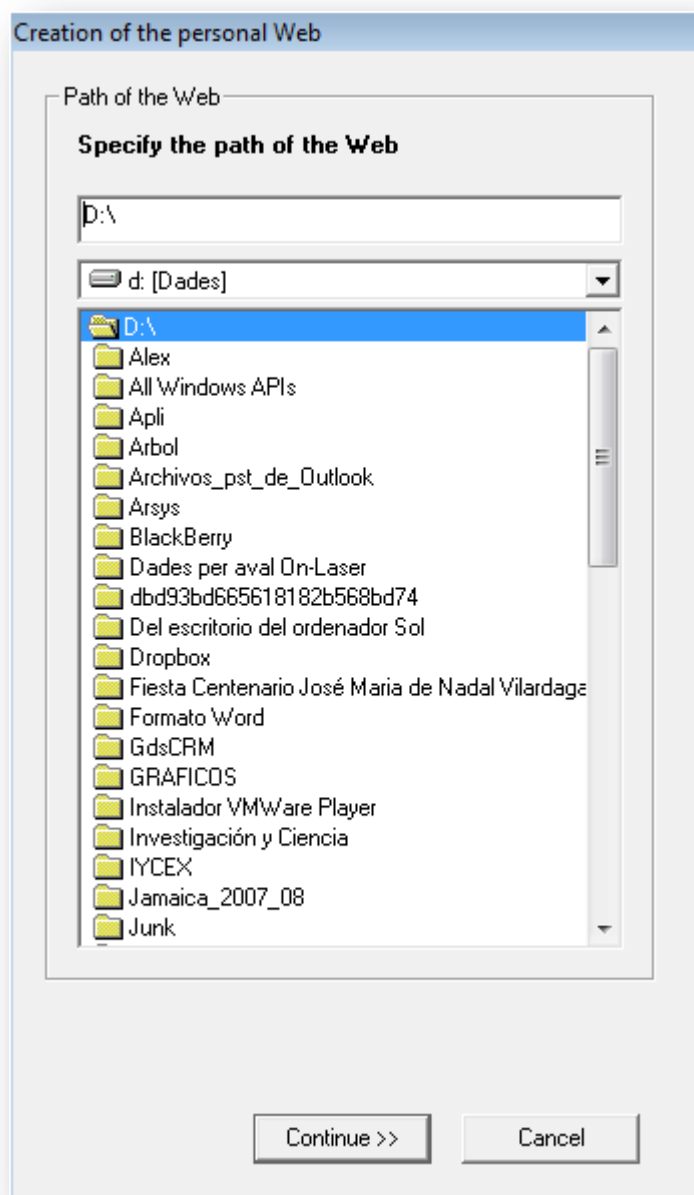 Creation of the personal Web
Path of the Web
Specify the path of the Web
D:\
d: [Dades]
D:\
Alex
All Windows APIs
Apli
Arbol
Archivos_pst_de_Outlook
Arsys
BlackBerry
Dades per aval On-Laser
dbd93bd665618182b568bd74
Del escritorio del ordenador Sol
Dropbox
Fiesta Centenario José Maria de Nadal Vilardaga
Formato Word
GdsCRM
GRAFICOS
Instalador VMWare Player
Investigación y Ciencia
IYCEX
Jamaica_2007_08
Junk
Continue >> Cancel